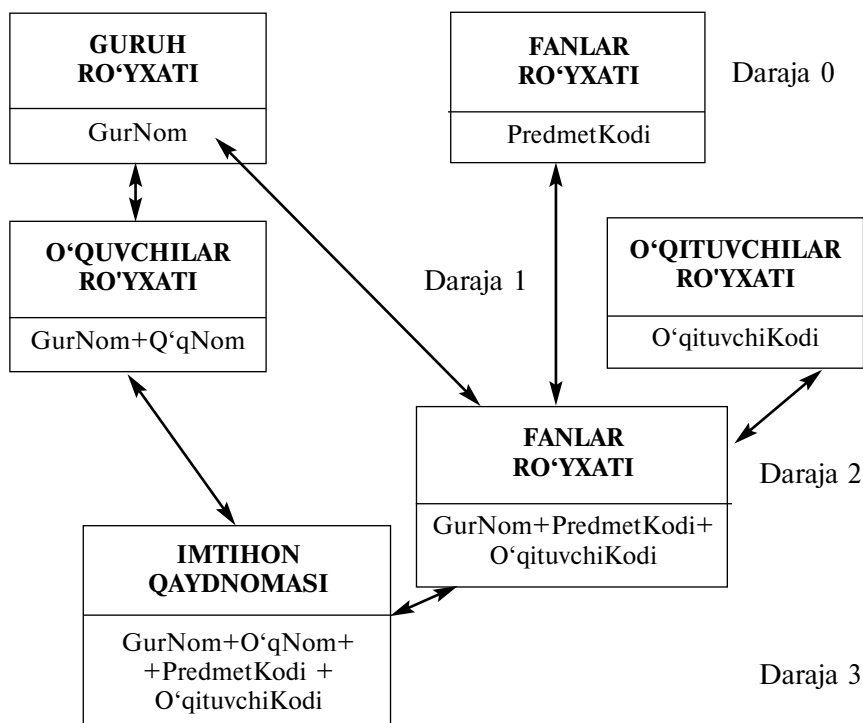 GURUH
RO‘YXATI
GurNom
FANLAR
RO‘YXATI
PredmetKodi
Daraja 0
O‘QUVCHILAR
RO'YXATI
GurNom+Q‘qNom
Daraja 1
O‘QITUVCHILAR
RO'YXATI
O‘qituvchiKodi
FANLAR
RO‘YXATI
GurNom+PredmetKodi+
O‘qituvchiKodi
Daraja 2
IMTIHON
QAYDNOMASI
GurNom+O‘qNom+
+PredmetKodi +
O‘qituvchiKodi
Daraja 3